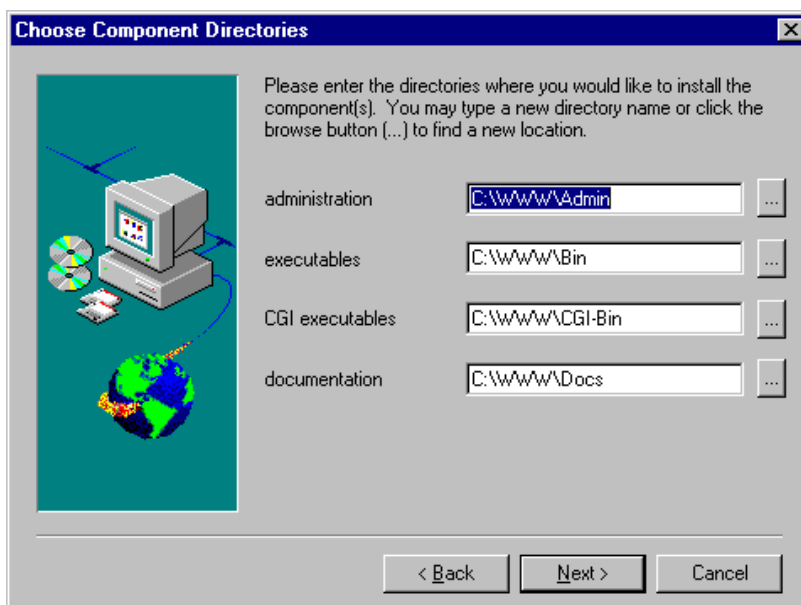 Choose Component Directories
Please enter the directories where you would like to install the
component(s). You may type a new directory name or click the
browse button (...) to find a new location.
administration C:\WWW\Admin ...
executables C:\WWW\Bin ...
CGI executables C:\WWW\CGI-Bin ...
documentation C:\WWW\Docs ...
< Back Next > Cancel